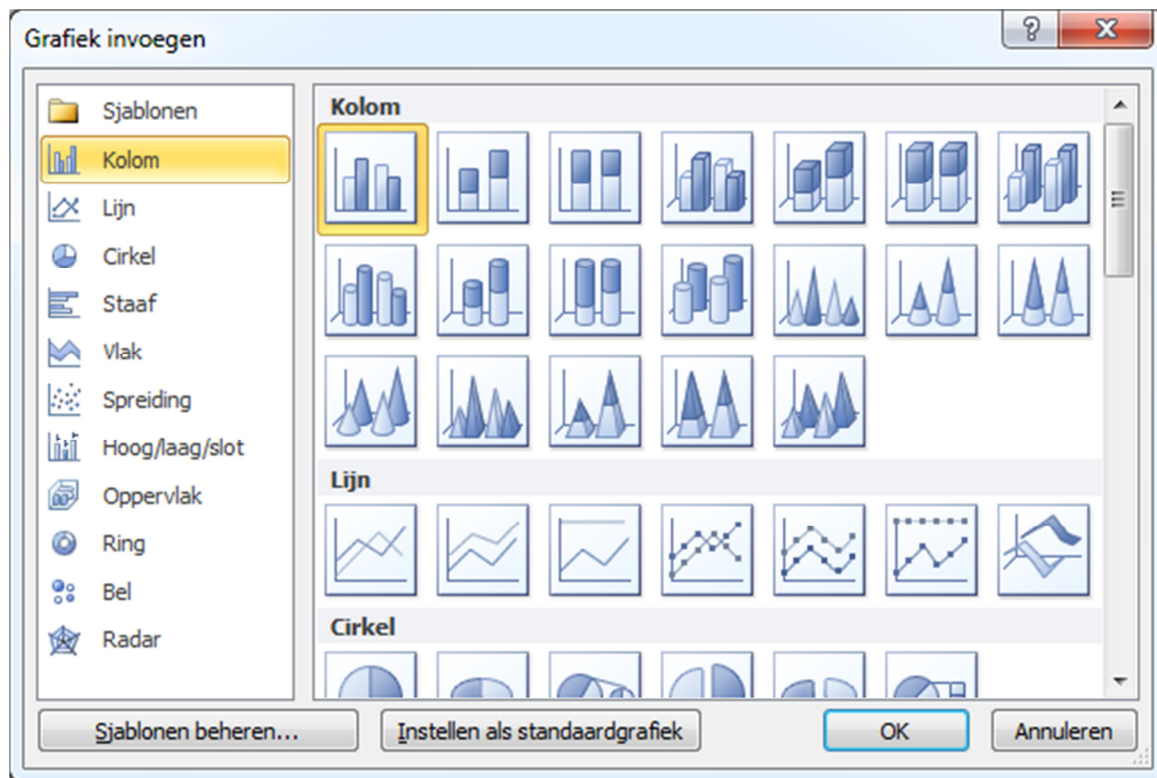 Grafiek invoegen
Sjablonen
Kolom
Lijn
Cirkel
Staaf
Vlak
Spreiding
Hoog/laag/slot
Oppervlak
Ring
Bel
Radar
Kolom
Lijn
Cirkel
Sjablonen beheren...
Instellen als standaardgrafiek
OK
Annuleren